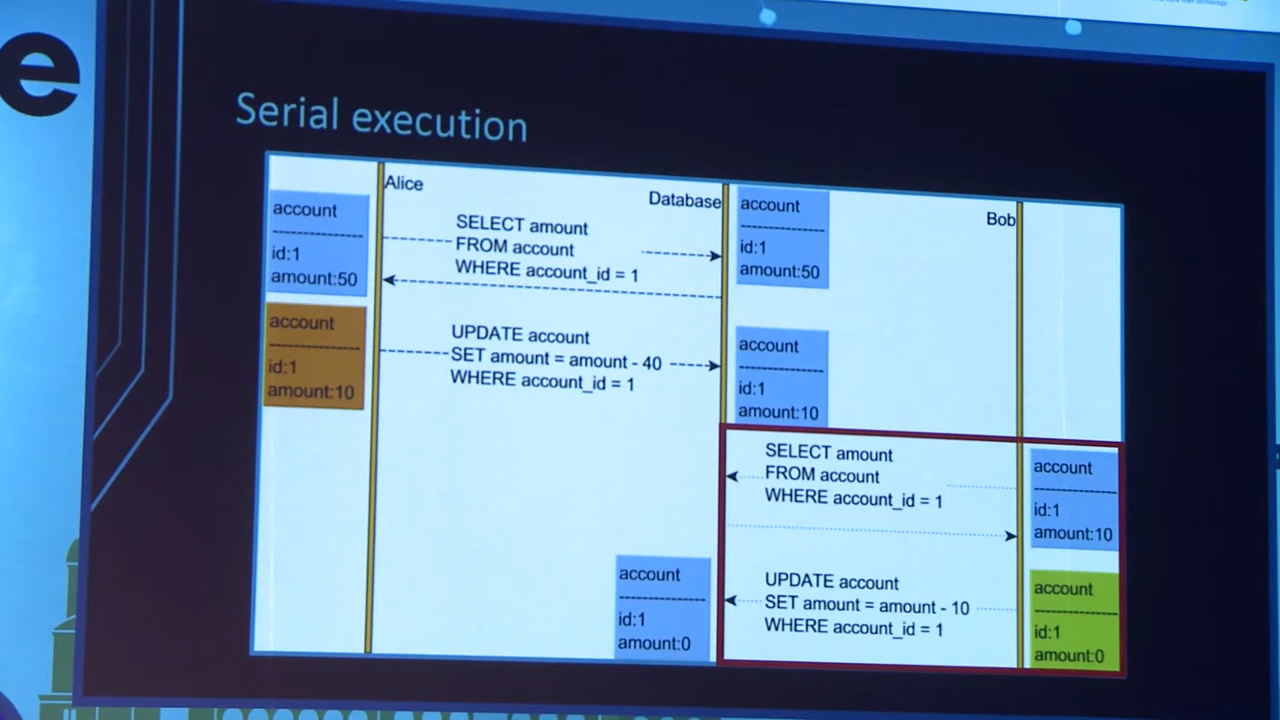 e
Serial execution
Alice
Database
Bob
account
id:1
amount:50
SELECT amount
FROM account
WHERE account_id = 1
account
id:1
amount:50
account
id:1
amount:10
UPDATE account
SET amount = amount - 40
WHERE account_id = 1
account
id:1
amount:10
SELECT amount
FROM account
WHERE account_id = 1
account
id:1
amount:10
account
id:1
amount:0
UPDATE account
SET amount = amount - 10
WHERE account_id = 1
account
id:1
amount:0